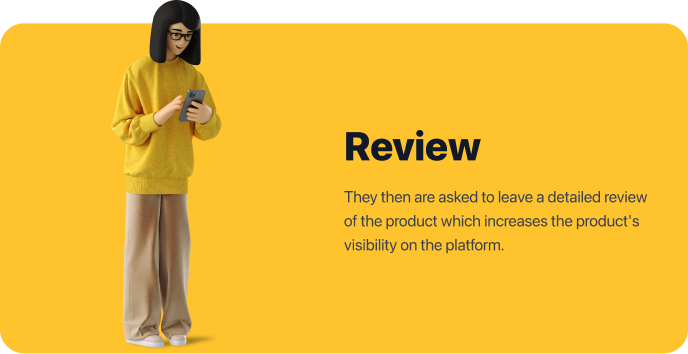 Review
They then are asked to leave a detailed review
of the product which increases the product's
visibility on the platform.